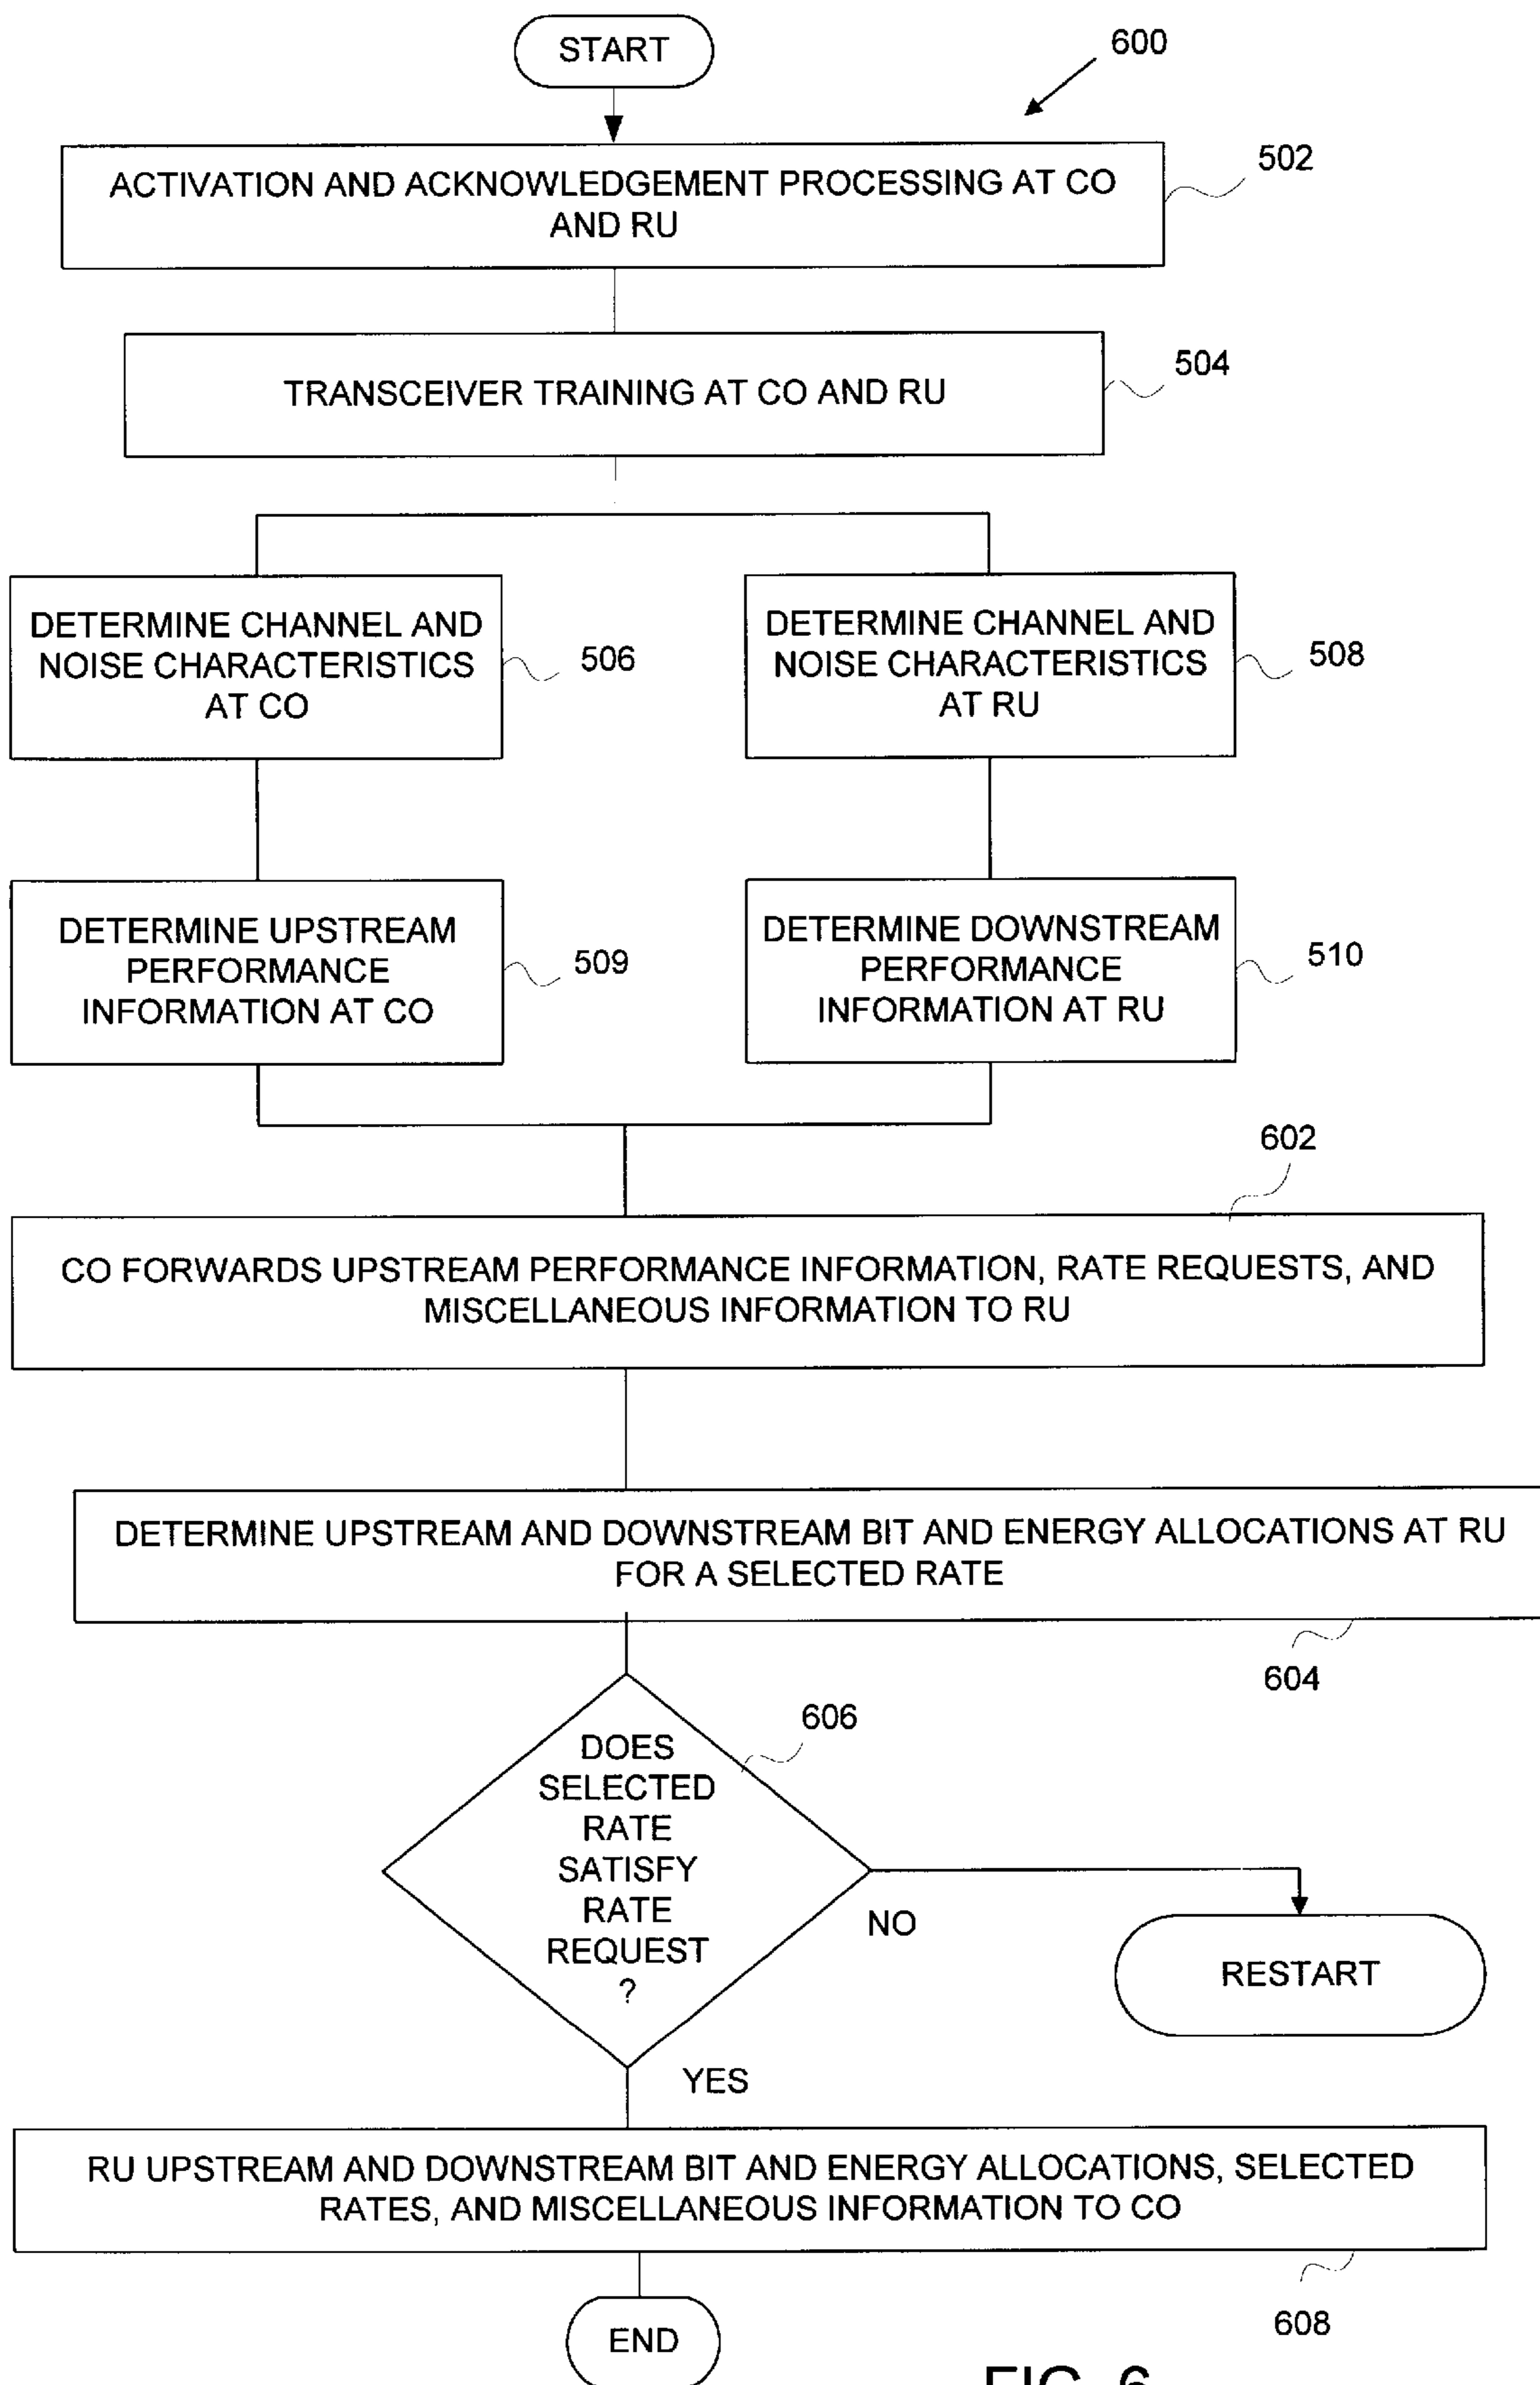 START
600
ACTIVATION AND ACKNOWLEDGEMENT PROCESSING AT CO
AND RU
502
TRANSCEIVER TRAINING AT CO AND RU
504
DETERMINE CHANNEL AND
NOISE CHARACTERISTICS
AT CO
506
DETERMINE CHANNEL AND
NOISE CHARACTERISTICS
AT RU
508
DETERMINE UPSTREAM
PERFORMANCE
INFORMATION AT CO
509
DETERMINE DOWNSTREAM
PERFORMANCE
INFORMATION AT RU
510
602
CO FORWARDS UPSTREAM PERFORMANCE INFORMATION, RATE REQUESTS, AND
MISCELLANEOUS INFORMATION TO RU
DETERMINE UPSTREAM AND DOWNSTREAM BIT AND ENERGY ALLOCATIONS AT RU
FOR A SELECTED RATE
604
606
DOES
SELECTED
RATE
SATISFY
RATE
REQUEST
?
NO
RESTART
YES
RU UPSTREAM AND DOWNSTREAM BIT AND ENERGY ALLOCATIONS, SELECTED
RATES, AND MISCELLANEOUS INFORMATION TO CO
608
END
FIG. 6